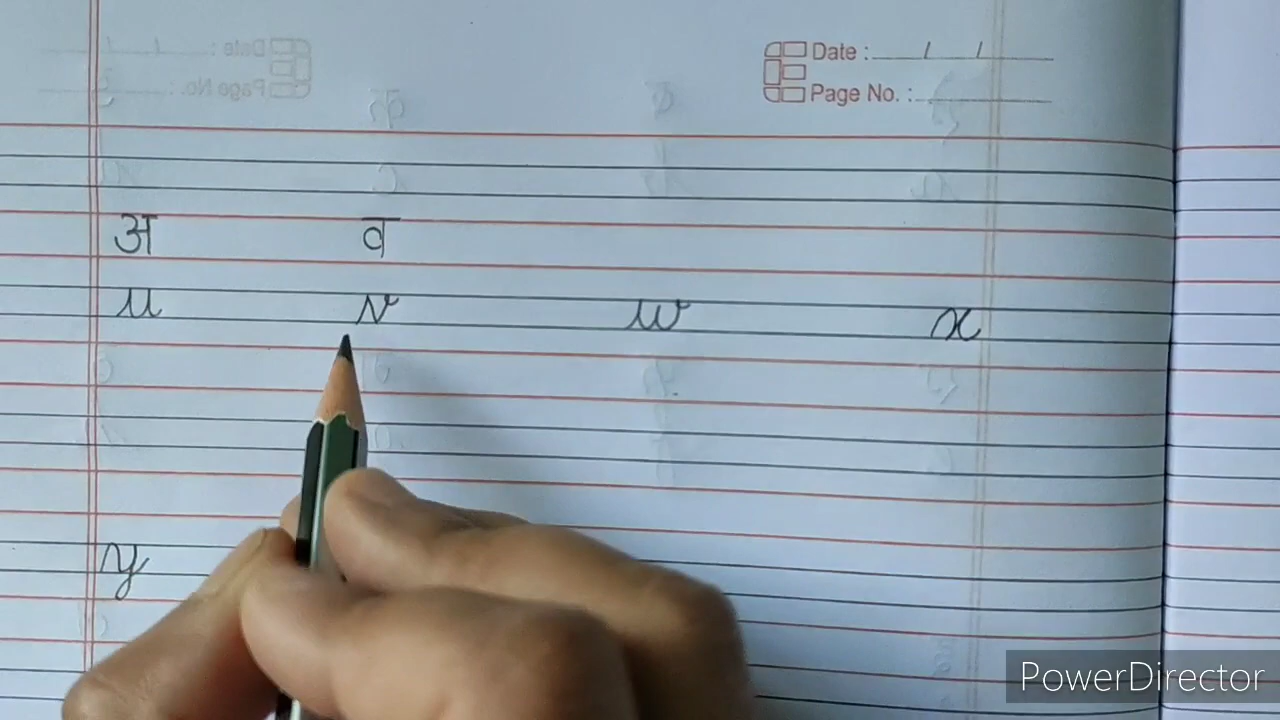 Date : / /
Page No. :
अ व
u v w x
y
PowerDirector